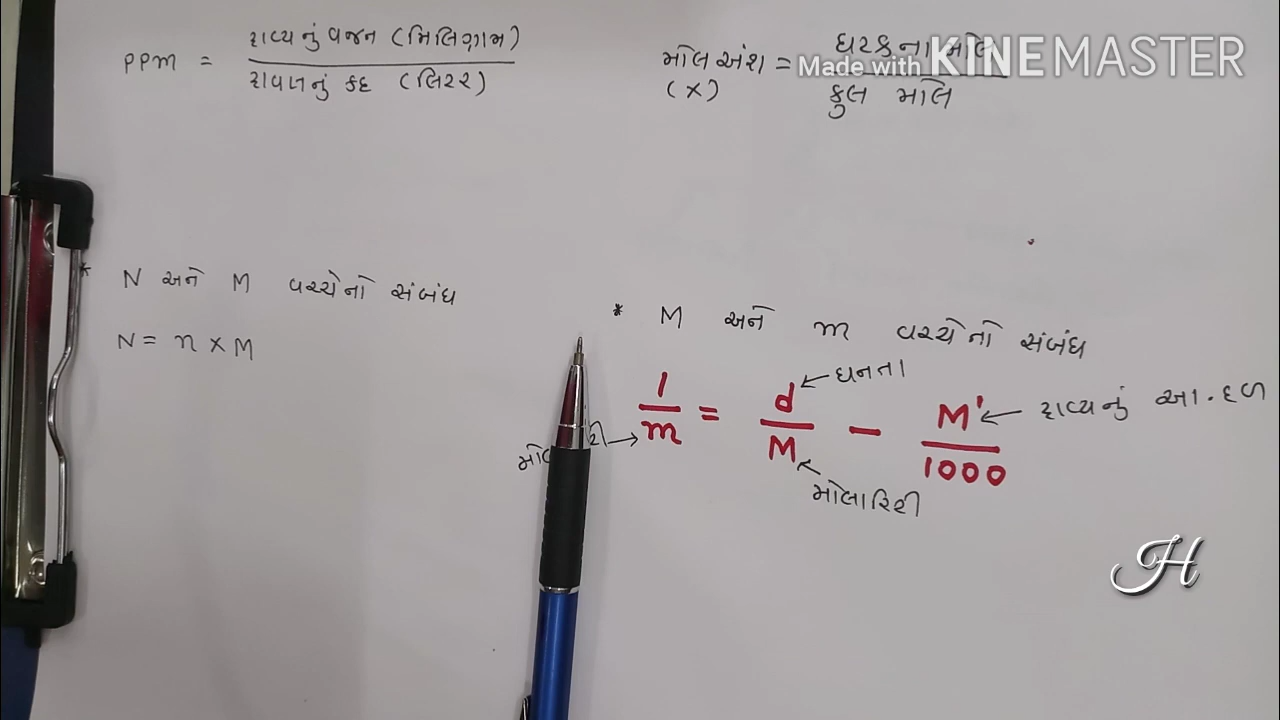 PPM = દ્રાવ્યનું વજન (મિલિગ્રામ)
દ્રાવણનું કદ (લિટર)
મોલ અંશ = ઘટકના મોલ
(x) કુલ મોલ
Made with KINEMASTER
* N અને M વચ્ચેનો સંબંધ
N = n × M
* M અને m વચ્ચેનો સંબંધ
1/m = d/M - M'/1000
ઘનતા
દ્રાવ્યનું આ. દળ
મોલારિટી
H